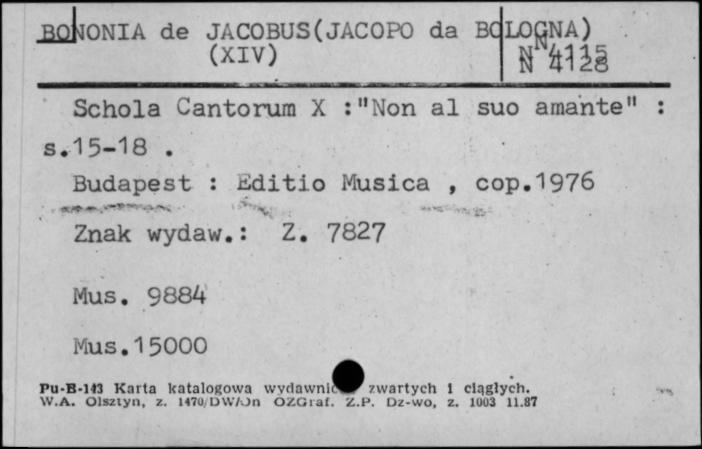 BONONIA de JACOBUS(JACOPO da BOLOGNA)
(XIV)
N 4115
N 4128
Schola Cantorum X :"Non al suo amante" :
s.15-18 .
Budapest : Editio Musica , cop.1976
Znak wydaw.: Z. 7827
Mus. 9884
Mus.15000
Pu-B-143 Karta katalogowa zwartych i ciągłych.
W.A. Olsztyn, z. 1470/DW/Jn OZGraf. Z.P. Dz-wo, z. 1003 11.87